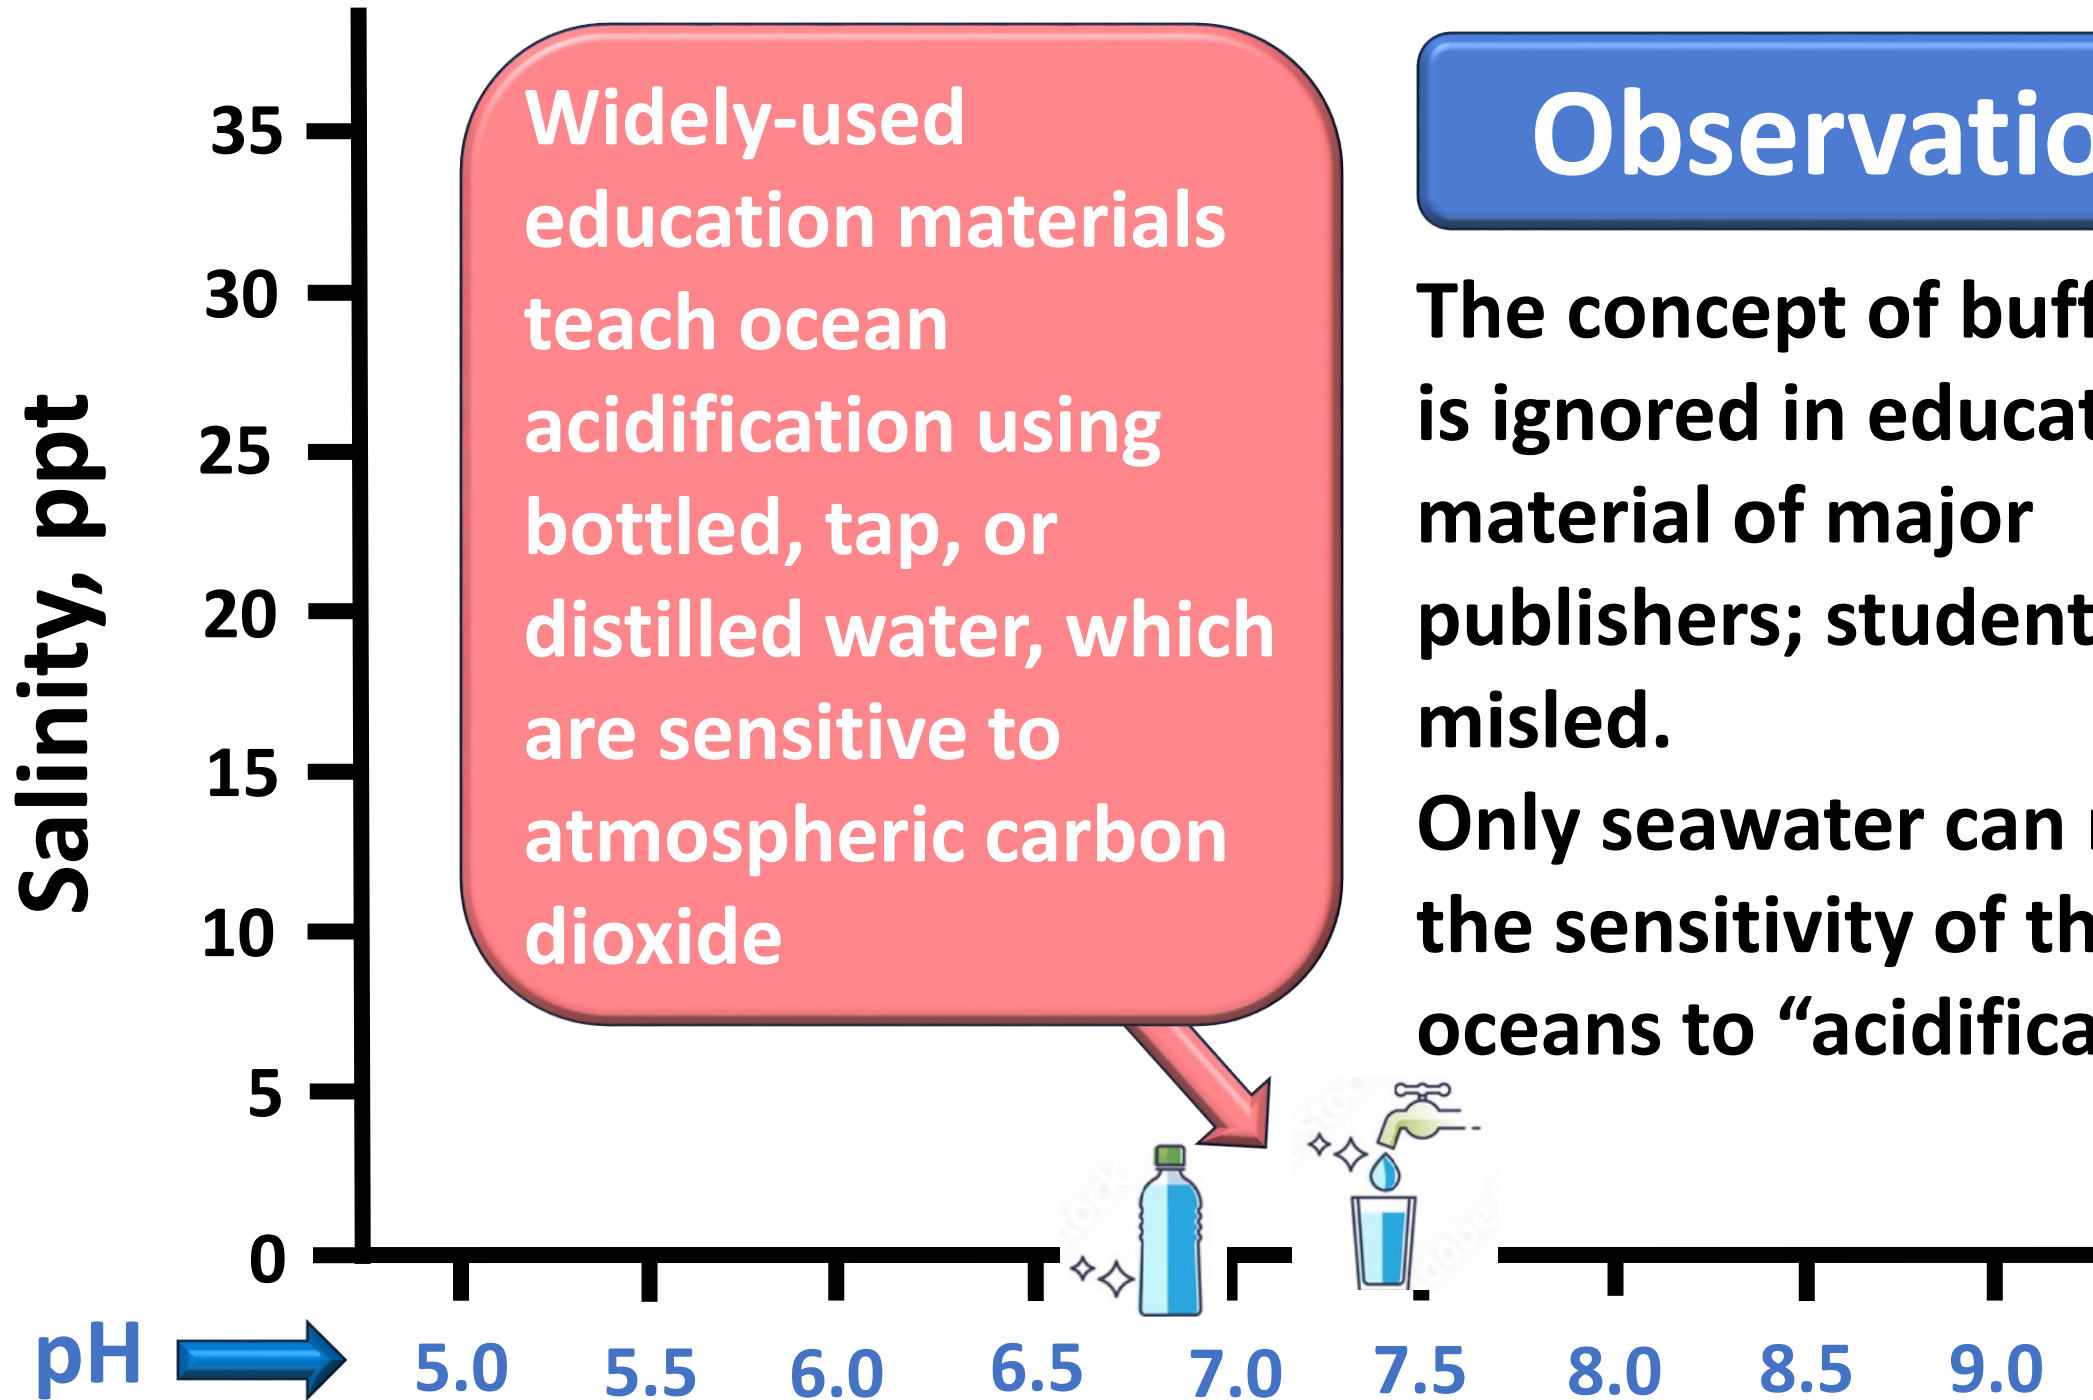 35
30
25
20
15
10
5
0
Salinity, ppt
Widely-used
education materials
teach ocean
acidification using
bottled, tap, or
distilled water, which
are sensitive to
atmospheric carbon
dioxide
Observatio
The concept of buff
is ignored in educat
material of major
publishers; student
misled.
Only seawater can
the sensitivity of th
oceans to “acidifica
pH
5.0 5.5 6.0 6.5 7.0 7.5 8.0 8.5 9.0